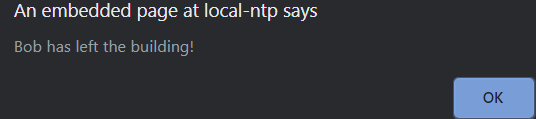 An embedded page at local-ntp says
Bob has left the building!
OK